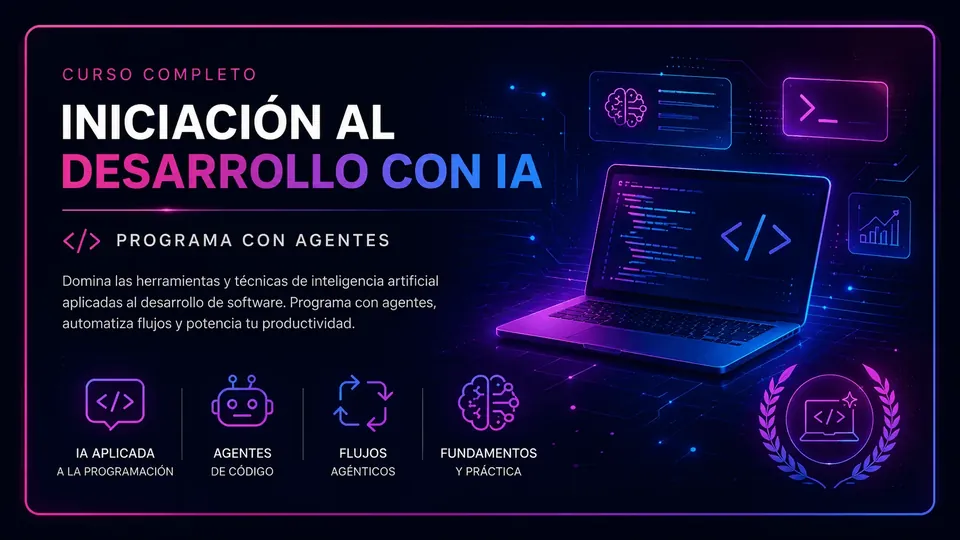 CURSO COMPLETO
INICIACIÓN AL
DESARROLLO CON IA
</> PROGRAMA CON AGENTES
Domina las herramientas y técnicas de inteligencia artificial
aplicadas al desarrollo de software. Programa con agentes,
automatiza flujos y potencia tu productividad.
IA APLICADA
A LA PROGRAMACIÓN
AGENTES
DE CÓDIGO
FLUJOS
AGÉNTICOS
FUNDAMENTOS
Y PRÁCTICA